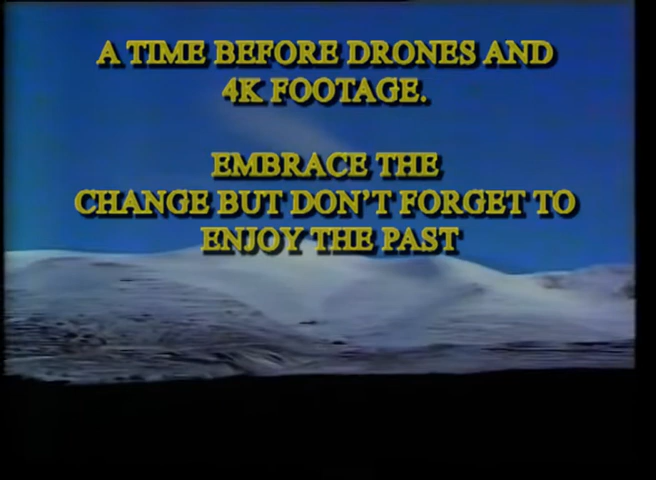 A TIME BEFORE DRONES AND
4K FOOTAGE.
EMBRACE THE
CHANGE BUT DON'T FORGET TO
ENJOY THE PAST